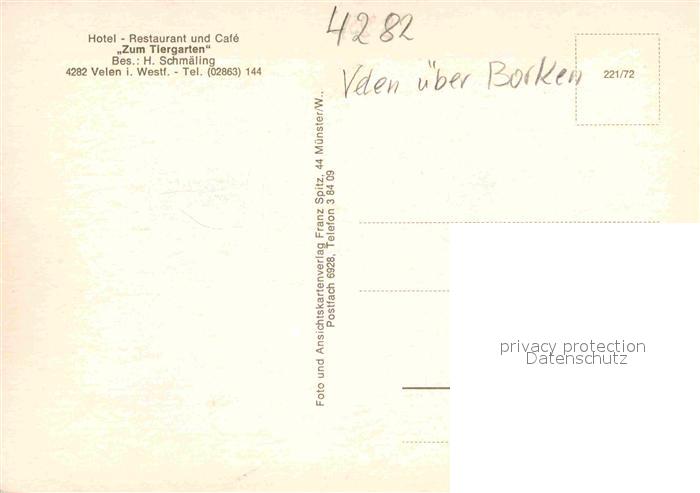 Hotel - Restaurant und Café
„Zum Tiergarten"
Bes.: H. Schmäling
4282 Velen i. Westf. - Tel. (02863) 144
4282
Velen über Borken
221/72
Foto und Ansichtskartenverlag Franz Spitz, 44 Münster/W.,
Postfach 6928, Telefon 3 84 09
privacy protection
Datenschutz